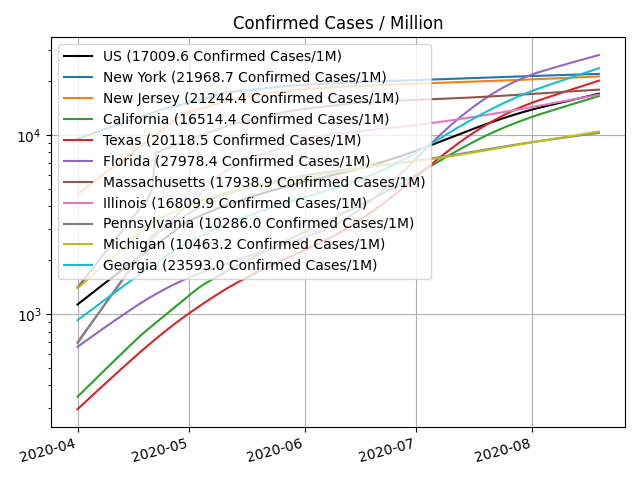 Confirmed Cases / Million
US (17009.6 Confirmed Cases/1M)
New York (21968.7 Confirmed Cases/1M)
New Jersey (21244.4 Confirmed Cases/1M)
California (16514.4 Confirmed Cases/1M)
Texas (20118.5 Confirmed Cases/1M)
Florida (27978.4 Confirmed Cases/1M)
Massachusetts (17938.9 Confirmed Cases/1M)
Illinois (16809.9 Confirmed Cases/1M)
Pennsylvania (10286.0 Confirmed Cases/1M)
Michigan (10463.2 Confirmed Cases/1M)
Georgia (23593.0 Confirmed Cases/1M)
10⁴
10³
2020-04 2020-05 2020-06 2020-07 2020-08